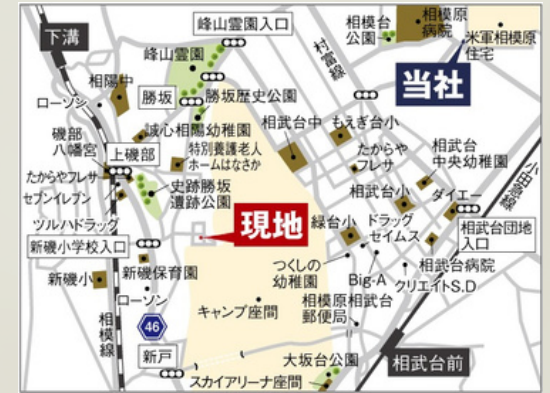 下溝
峰山霊園入口
峰山霊園
相陽中
ローソン
勝坂
勝坂歴史公園
誠心相陽幼稚園
磯部
八幡宮
上磯部
特別養護老人
ホームはなさか
たからやフレサ
セブンイレブン
史跡勝坂
遺跡公園
ツルハドラッグ
新磯小学校入口
新磯小
新磯保育園
ローソン
相模線
46
新戸
現地
キャンプ座間
村富線
相模台
公園
相模原
病院
米軍相模原
住宅
当社
相武台中
もえぎ台小
たからや
フレサ
相武台
中央幼稚園
小田急線
相武台小
ダイエー
相武台団地
入口
緑台小
ドラッグ
セイムス
つくしの
幼稚園
Big-A
相武台病院
クリエイトS.D
相模原相武台
郵便局
大坂台公園
スカイアリーナ座間
相武台前